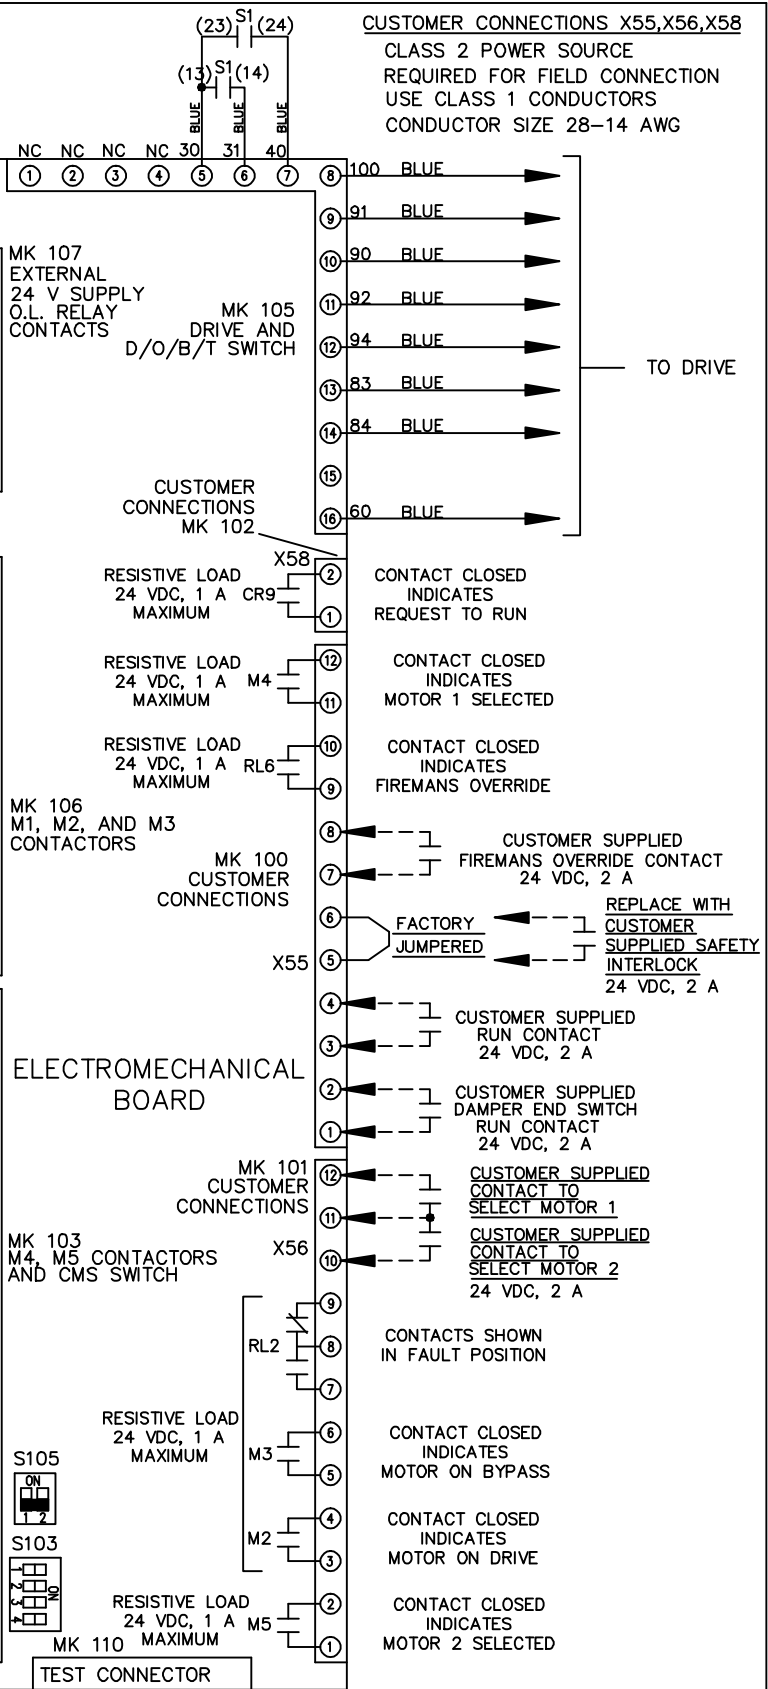 CUSTOMER CONNECTIONS X55,X56,X58
CLASS 2 POWER SOURCE
REQUIRED FOR FIELD CONNECTION
USE CLASS 1 CONDUCTORS
CONDUCTOR SIZE 28–14 AWG
(23) S1 (24)
(13) S1 (14)
BLUE BLUE BLUE
NC NC NC NC 30 31 40
1 2 3 4 5 6 7 8 100 BLUE
9 91 BLUE
10 90 BLUE
11 92 BLUE
12 94 BLUE
13 83 BLUE
14 84 BLUE
15
16 60 BLUE
TO DRIVE
MK 107
EXTERNAL
24 V SUPPLY
O.L. RELAY
CONTACTS
MK 105
DRIVE AND
D/O/B/T SWITCH
CUSTOMER
CONNECTIONS
MK 102
X58
RESISTIVE LOAD
24 VDC, 1 A
MAXIMUM
CR9
2
1
CONTACT CLOSED
INDICATES
REQUEST TO RUN
RESISTIVE LOAD
24 VDC, 1 A
MAXIMUM
M4
12
11
CONTACT CLOSED
INDICATES
MOTOR 1 SELECTED
RESISTIVE LOAD
24 VDC, 1 A
MAXIMUM
RL6
10
9
CONTACT CLOSED
INDICATES
FIREMANS OVERRIDE
MK 106
M1, M2, AND M3
CONTACTORS
MK 100
CUSTOMER
CONNECTIONS
8
7
CUSTOMER SUPPLIED
FIREMANS OVERRIDE CONTACT
24 VDC, 2 A
X55
6
5
FACTORY
JUMPERED
REPLACE WITH
CUSTOMER
SUPPLIED SAFETY
INTERLOCK
24 VDC, 2 A
4
3
CUSTOMER SUPPLIED
RUN CONTACT
24 VDC, 2 A
ELECTROMECHANICAL
BOARD
2
1
CUSTOMER SUPPLIED
DAMPER END SWITCH
RUN CONTACT
24 VDC, 2 A
MK 101
CUSTOMER
CONNECTIONS
X56
12
11
10
CUSTOMER SUPPLIED
CONTACT TO
SELECT MOTOR 1
CUSTOMER SUPPLIED
CONTACT TO
SELECT MOTOR 2
24 VDC, 2 A
MK 103
M4, M5 CONTACTORS
AND CMS SWITCH
RL2
9
8
7
CONTACTS SHOWN
IN FAULT POSITION
RESISTIVE LOAD
24 VDC, 1 A
MAXIMUM
M3
6
5
CONTACT CLOSED
INDICATES
MOTOR ON BYPASS
S105
ON
1 2
M2
4
3
CONTACT CLOSED
INDICATES
MOTOR ON DRIVE
S103
1
2
3
4
ON
RESISTIVE LOAD
24 VDC, 1 A
MAXIMUM
M5
2
1
CONTACT CLOSED
INDICATES
MOTOR 2 SELECTED
MK 110
TEST CONNECTOR